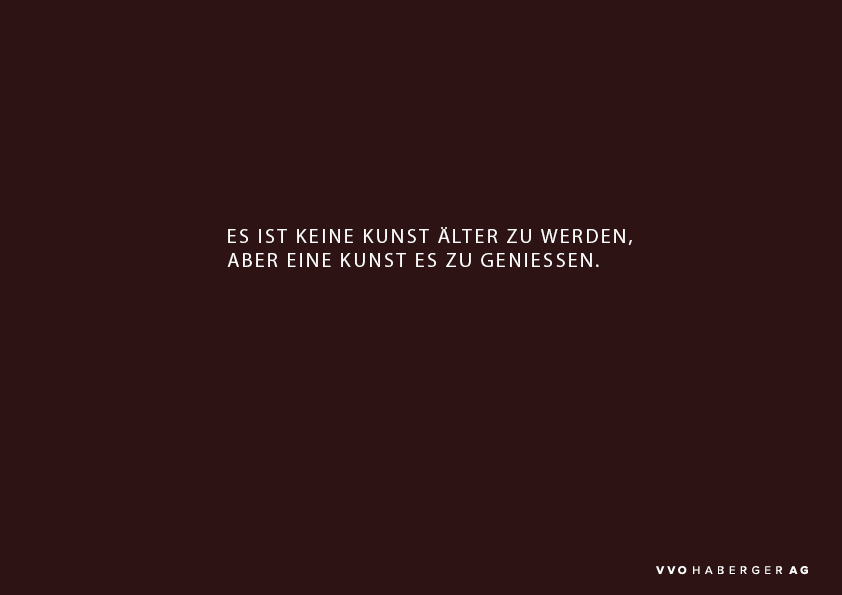 ES IST KEINE KUNST ÄLTER ZU WERDEN,
ABER EINE KUNST ES ZU GENIESSEN.
VVO HABERGER AG